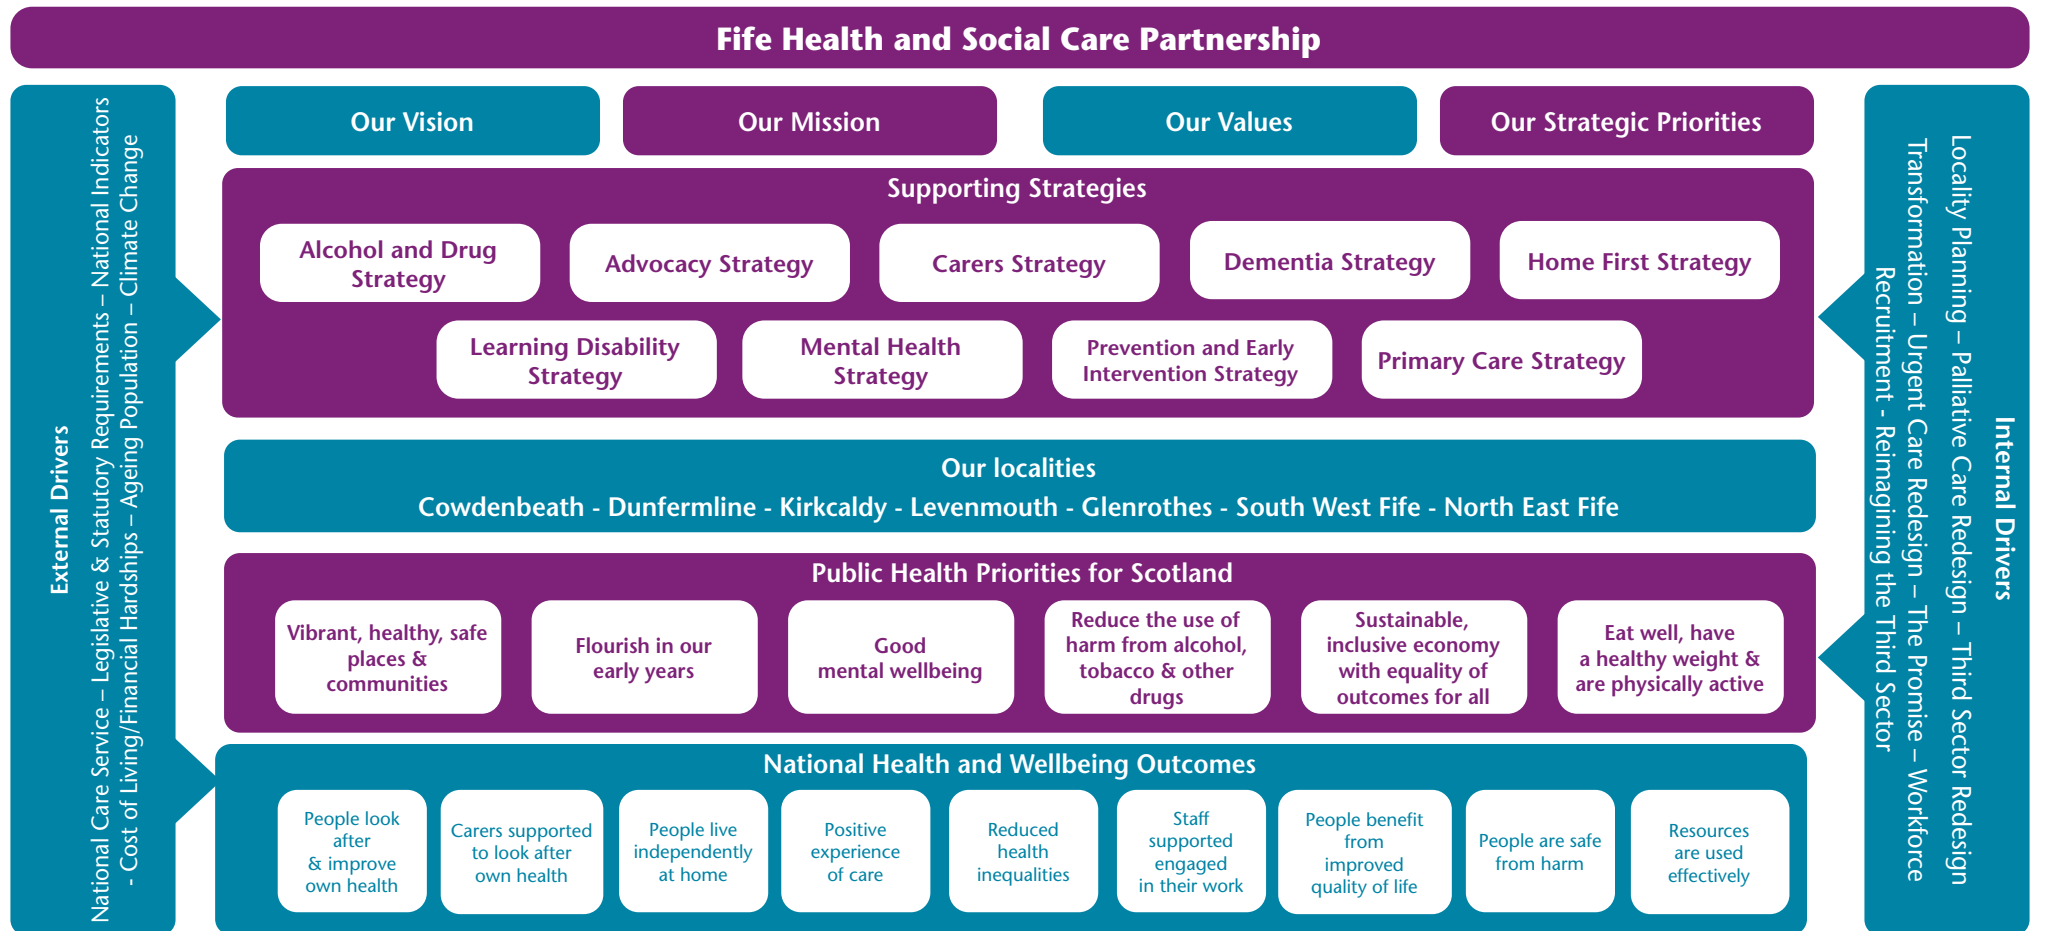 Fife Health and Social Care Partnership
External Drivers
National Care Service – Legislative & Statutory Requirements – National Indicators
- Cost of Living/Financial Hardships – Ageing Population – Climate Change
Our Vision
Our Mission
Our Values
Our Strategic Priorities
Supporting Strategies
Alcohol and Drug
Strategy
Advocacy Strategy
Carers Strategy
Dementia Strategy
Home First Strategy
Learning Disability
Strategy
Mental Health
Strategy
Prevention and Early
Intervention Strategy
Primary Care Strategy
Our localities
Cowdenbeath - Dunfermline - Kirkcaldy - Levenmouth - Glenrothes - South West Fife - North East Fife
Public Health Priorities for Scotland
Vibrant, healthy, safe
places &
communities
Flourish in our
early years
Good
mental wellbeing
Reduce the use of
harm from alcohol,
tobacco & other
drugs
Sustainable,
inclusive economy
with equality of
outcomes for all
Eat well, have
a healthy weight &
are physically active
National Health and Wellbeing Outcomes
People look
after
& improve
own health
Carers supported
to look after
own health
People live
independently
at home
Positive
experience
of care
Reduced
health
inequalities
Staff
supported
engaged
in their work
People benefit
from
improved
quality of life
People are safe
from harm
Resources
are used
effectively
Internal Drivers
Locality Planning – Palliative Care Redesign – Third Sector Redesign
Transformation – Urgent Care Redesign – The Promise – Workforce
Recruitment - Reimagining the Third Sector